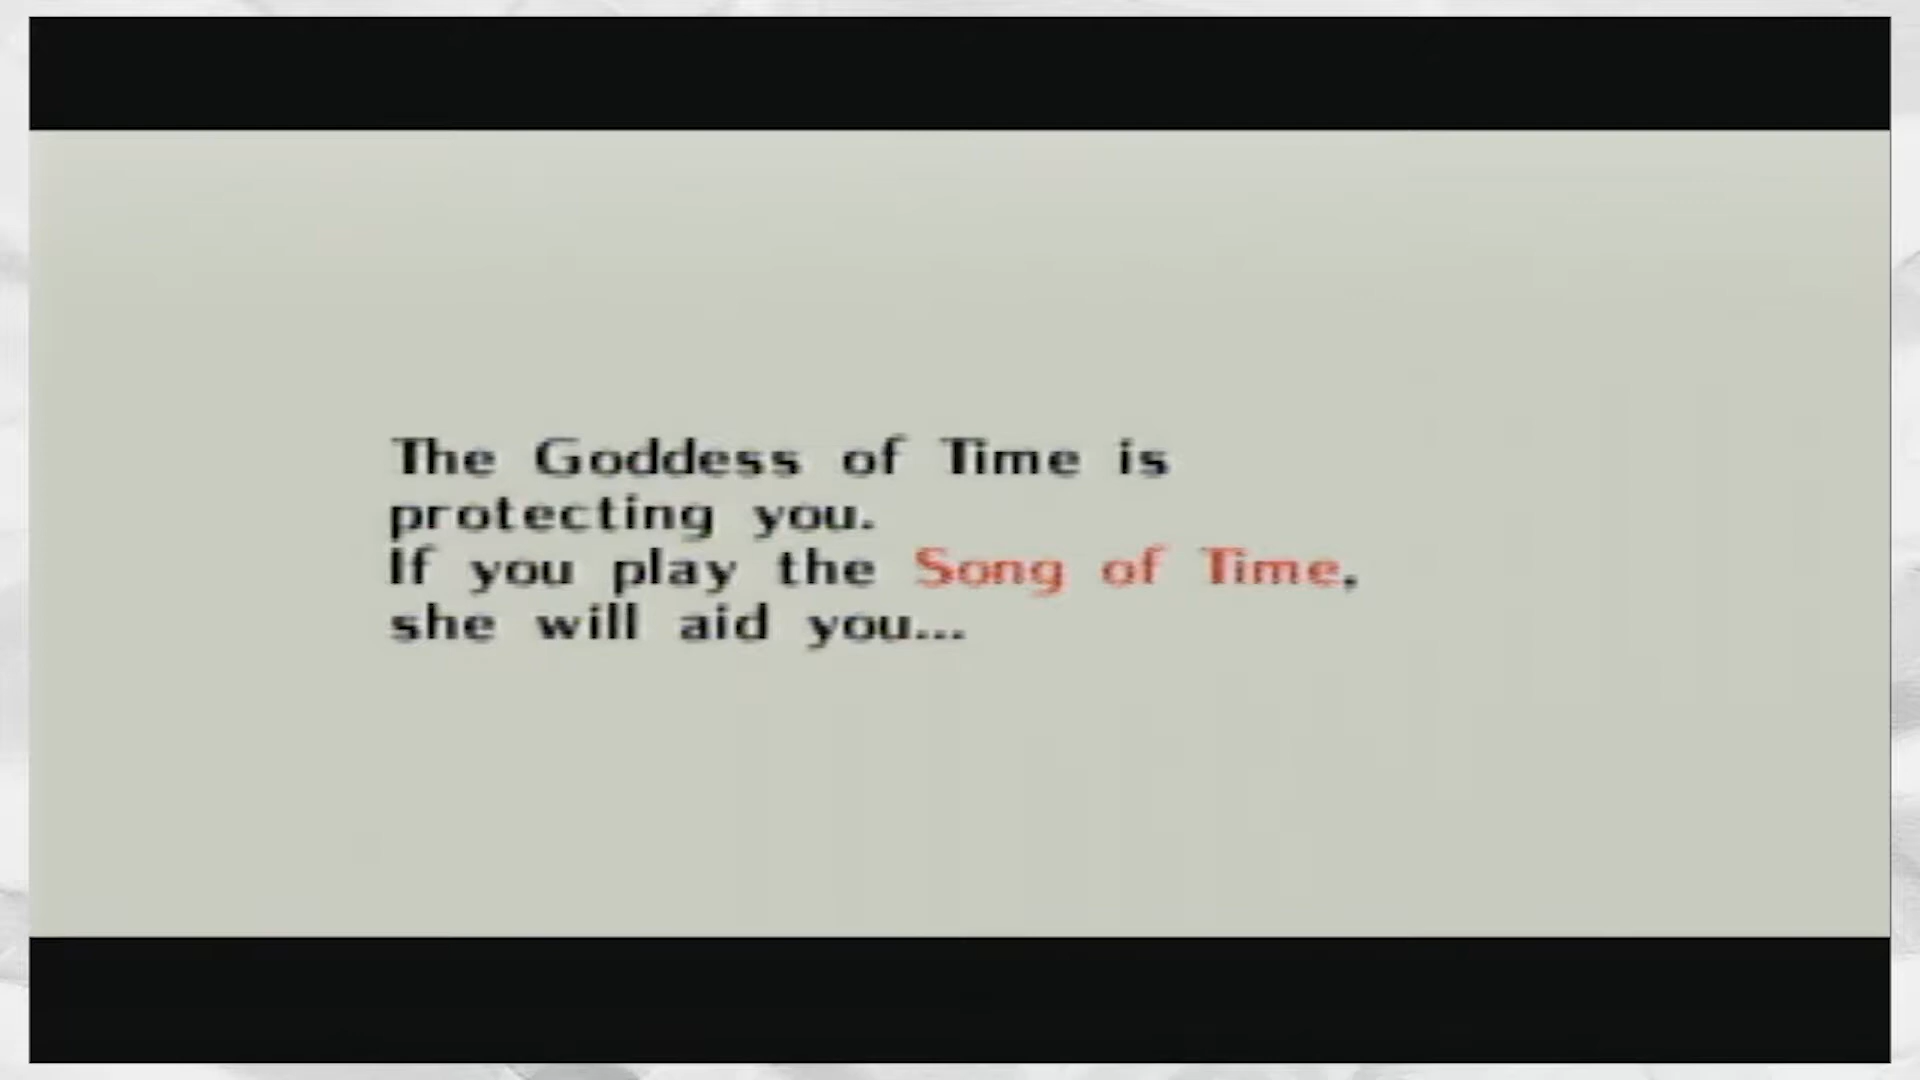 The Goddess of Time is
protecting you.
If you play the Song of Time,
she will aid you...